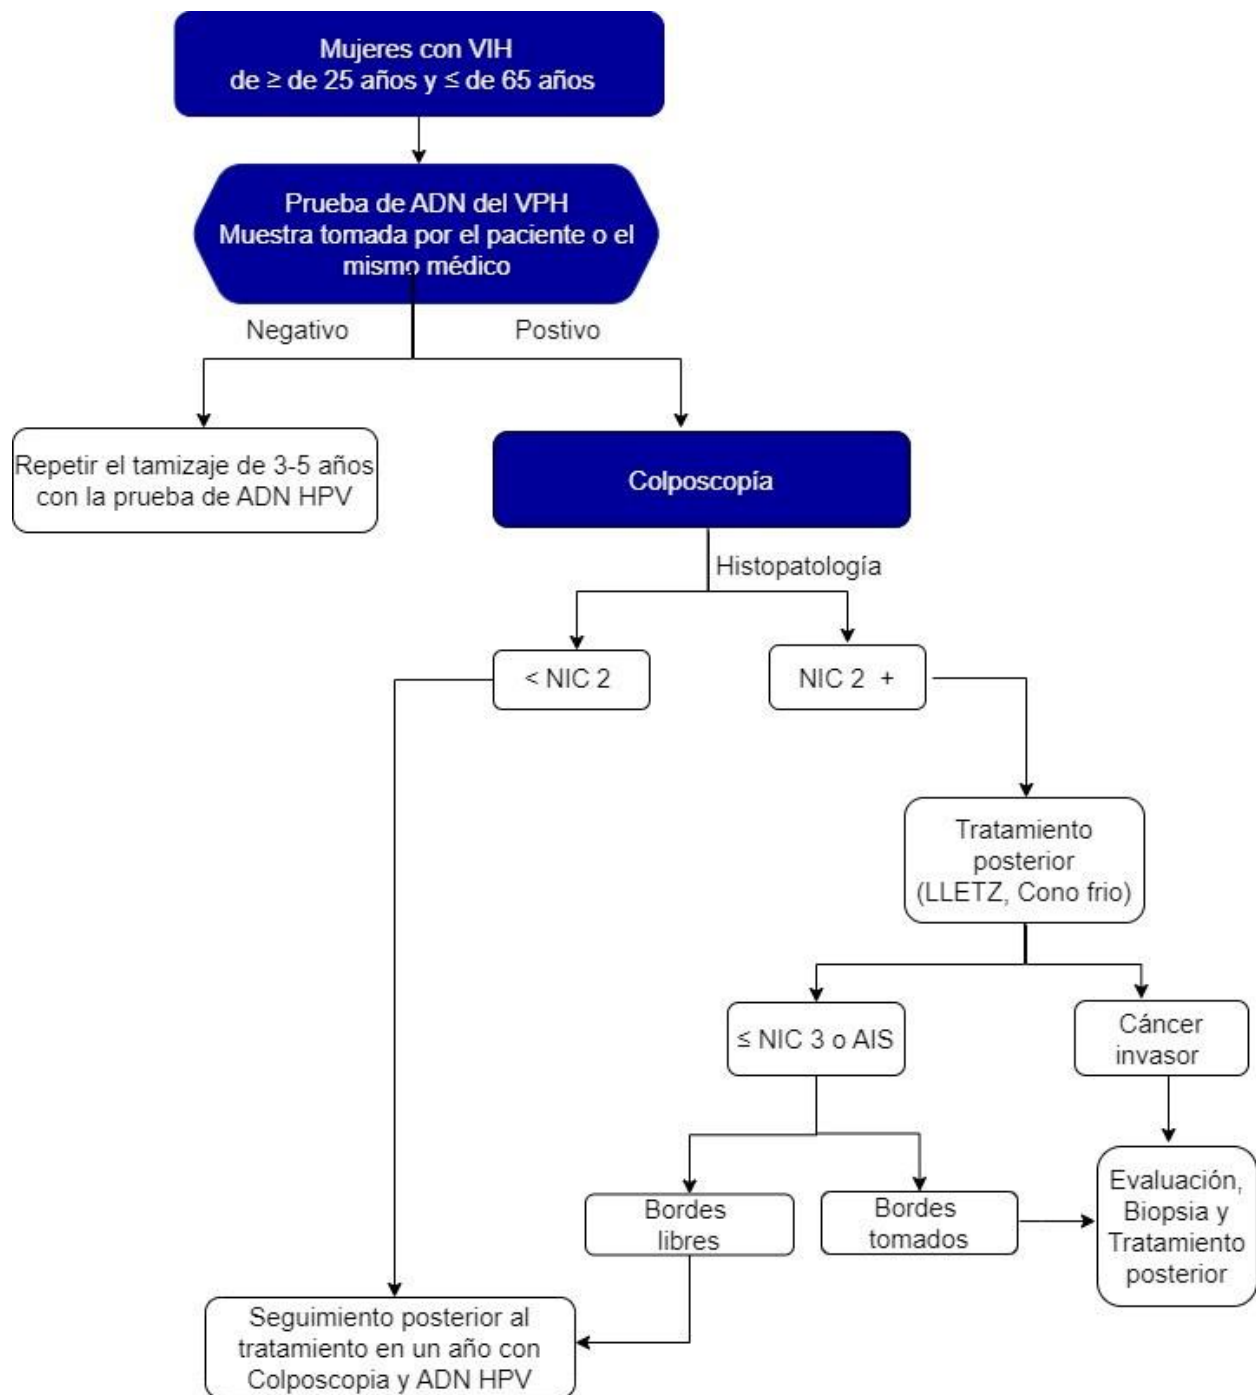 Mujeres con VIH
de ≥ de 25 años y ≤ de 65 años
Prueba de ADN del VPH
Muestra tomada por el paciente o el
mismo médico
Negativo
Postivo
Repetir el tamizaje de 3-5 años
con la prueba de ADN HPV
Colposcopía
Histopatología
< NIC 2
NIC 2 +
Tratamiento
posterior
(LLETZ, Cono frio)
≤ NIC 3 o AIS
Cáncer
invasor
Bordes
libres
Bordes
tomados
Evaluación,
Biopsia y
Tratamiento
posterior
Seguimiento posterior al
tratamiento en un año con
Colposcopia y ADN HPV